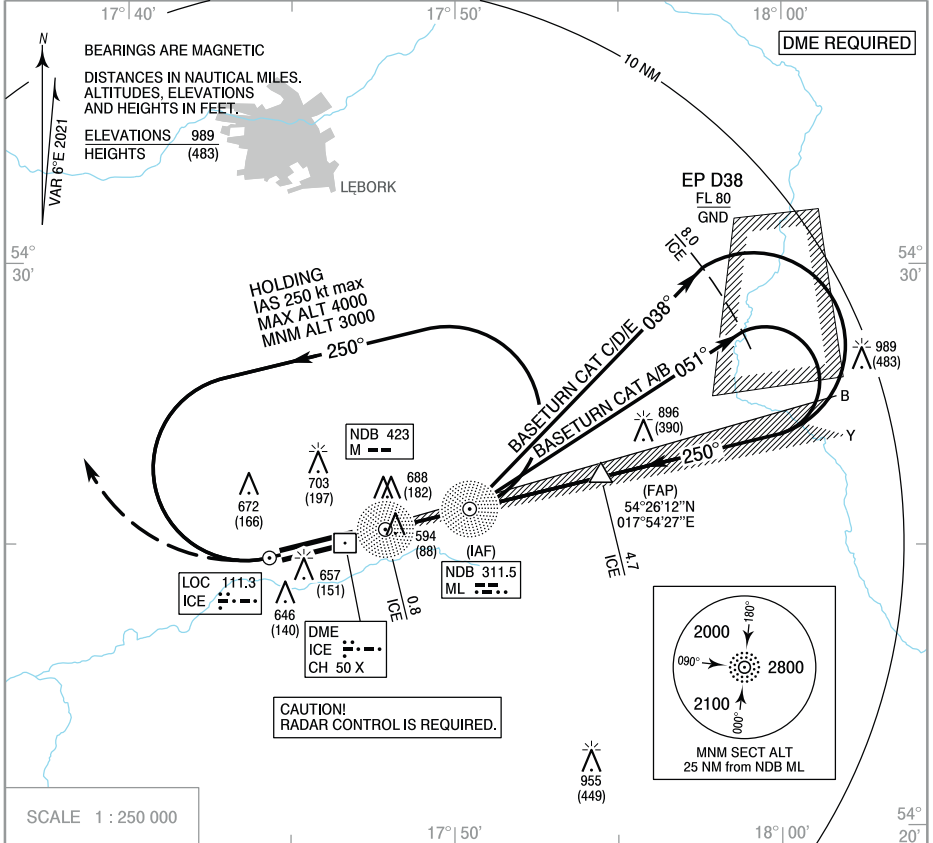 17° 40'
17° 50'
18° 00'
N
VAR 6°E 2021
BEARINGS ARE MAGNETIC
DISTANCES IN NAUTICAL MILES.
ALTITUDES, ELEVATIONS
AND HEIGHTS IN FEET.
ELEVATIONS 989
HEIGHTS (483)
DME REQUIRED
10 NM
LĘBORK
EP D38
FL 80
GND
8.0
ICE
54°
30'
54°
30'
HOLDING
IAS 250 kt max
MAX ALT 4000
MNM ALT 3000
250°
BASETURN CAT C/D/E 038°
BASETURN CAT A/B 051°
989
(483)
896
(390)
B
Y
250°
NDB 423
M
688
(182)
703
(197)
672
(166)
594
(88)
(IAF)
(FAP)
54°26'12"N
017°54'27"E
4.7
ICE
NDB 311.5
ML
LOC 111.3
ICE
657
(151)
646
(140)
0.8
ICE
DME
ICE
CH 50 X
CAUTION!
RADAR CONTROL IS REQUIRED.
180°
2000
090°
2800
2100
000°
MNM SECT ALT
25 NM from NDB ML
955
(449)
SCALE 1 : 250 000
17° 50'
18° 00'
54°
20'